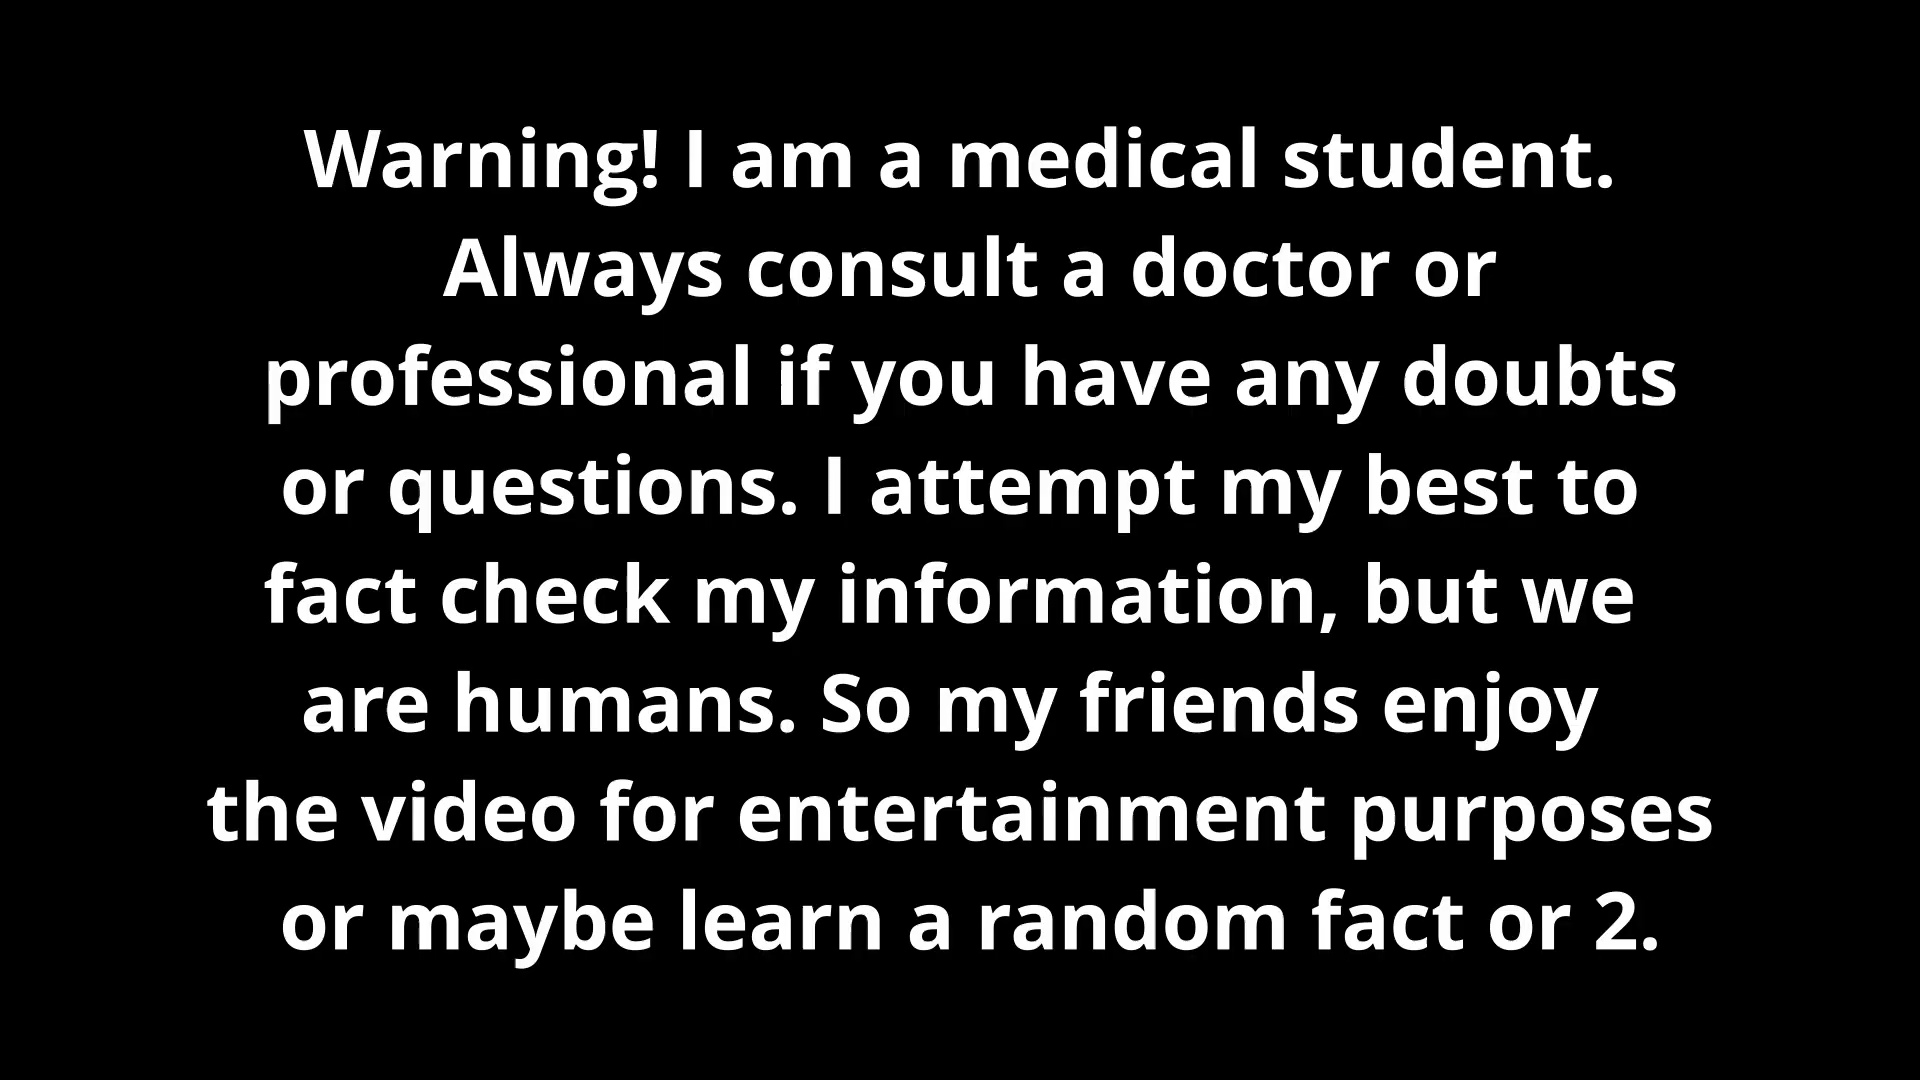 Warning! I am a medical student.
Always consult a doctor or
professional if you have any doubts
or questions. I attempt my best to
fact check my information, but we
are humans. So my friends enjoy
the video for entertainment purposes
or maybe learn a random fact or 2.